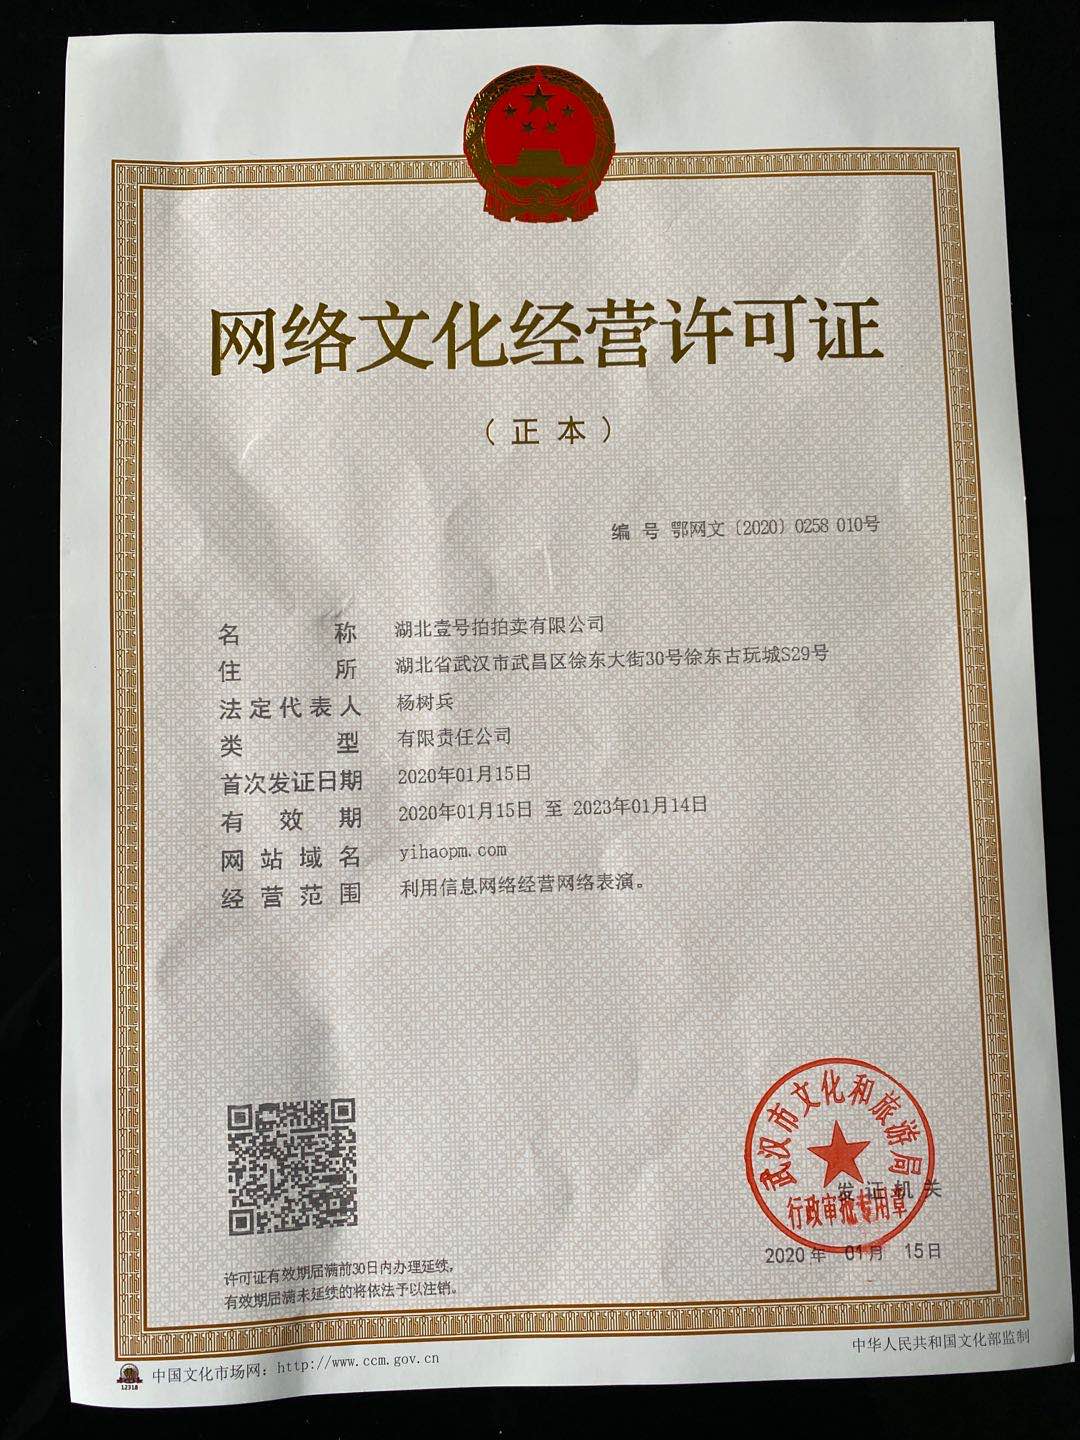 网络文化经营许可证
（正本）
编 号 鄂网文〔2020〕0258 010号
名 称 湖北壹号拍拍卖有限公司
住 所 湖北省武汉市武昌区徐东大街30号徐东古玩城S29号
法定代表人 杨树兵
类 型 有限责任公司
首次发证日期 2020年01月15日
有 效 期 2020年01月15日 至 2023年01月14日
网 站 域 名 yihaopm.com
经 营 范 围 利用信息网络经营网络表演。
武汉市文化和旅游局
发 证 机 关
行政审批专用章
2020 年 01 月 15 日
许可证有效期届满前30日内办理延续，
有效期届满未延续的将依法予以注销。
12318 中国文化市场网：http://www.ccm.gov.cn
中华人民共和国文化部监制